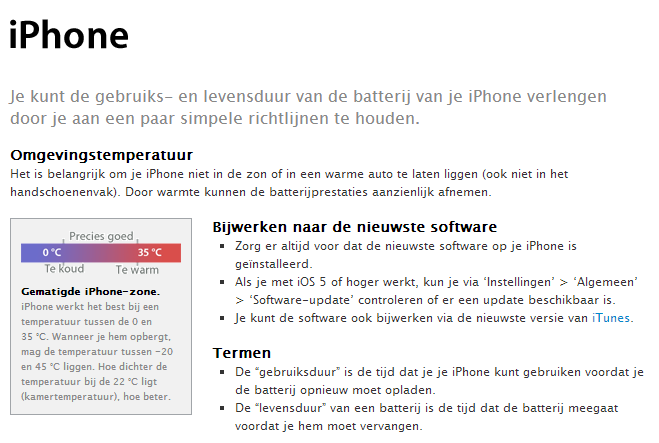 iPhone
Je kunt de gebruiks- en levensduur van de batterij van je iPhone verlengen
door je aan een paar simpele richtlijnen te houden.
Omgevingstemperatuur
Het is belangrijk om je iPhone niet in de zon of in een warme auto te laten liggen (ook niet in het
handschoenenvak). Door warmte kunnen de batterijprestaties aanzienlijk afnemen.
Precies goed
0 °C 35 °C
Te koud Te warm
Gematigde iPhone-zone.
iPhone werkt het best bij een
temperatuur tussen de 0 en
35 °C. Wanneer je hem opbergt,
mag de temperatuur tussen -20
en 45 °C liggen. Hoe dichter de
temperatuur bij de 22 °C ligt
(kamertemperatuur), hoe beter.
Bijwerken naar de nieuwste software
▪ Zorg er altijd voor dat de nieuwste software op je iPhone is
geïnstalleerd.
▪ Als je met iOS 5 of hoger werkt, kun je via ‘Instellingen’ > ‘Algemeen’
> ‘Software-update’ controleren of er een update beschikbaar is.
▪ Je kunt de software ook bijwerken via de nieuwste versie van iTunes.
Termen
▪ De “gebruiksduur” is de tijd dat je je iPhone kunt gebruiken voordat je
de batterij opnieuw moet opladen.
▪ De “levensduur” van een batterij is de tijd dat de batterij meegaat
voordat je hem moet vervangen.